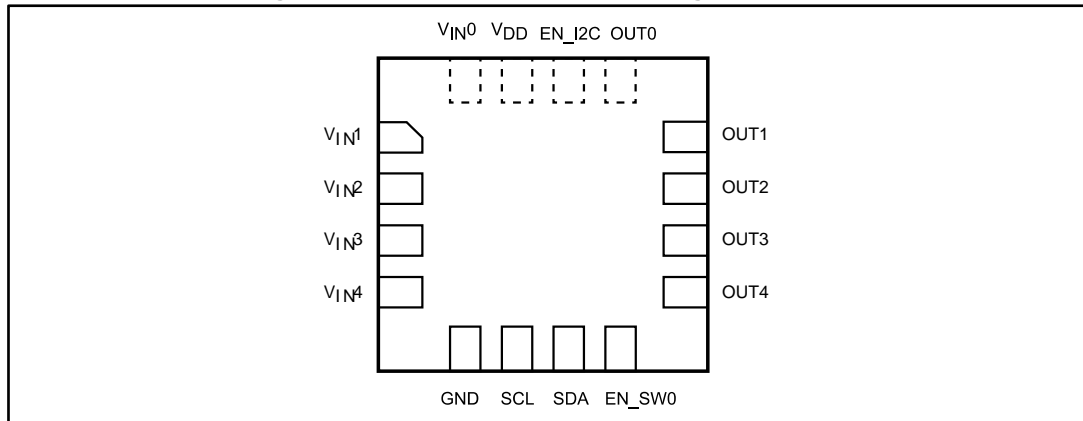 VIN0 VDD EN_I2C OUT0
VIN1 OUT1
VIN2 OUT2
VIN3 OUT3
VIN4 OUT4
GND SCL SDA EN_SW0